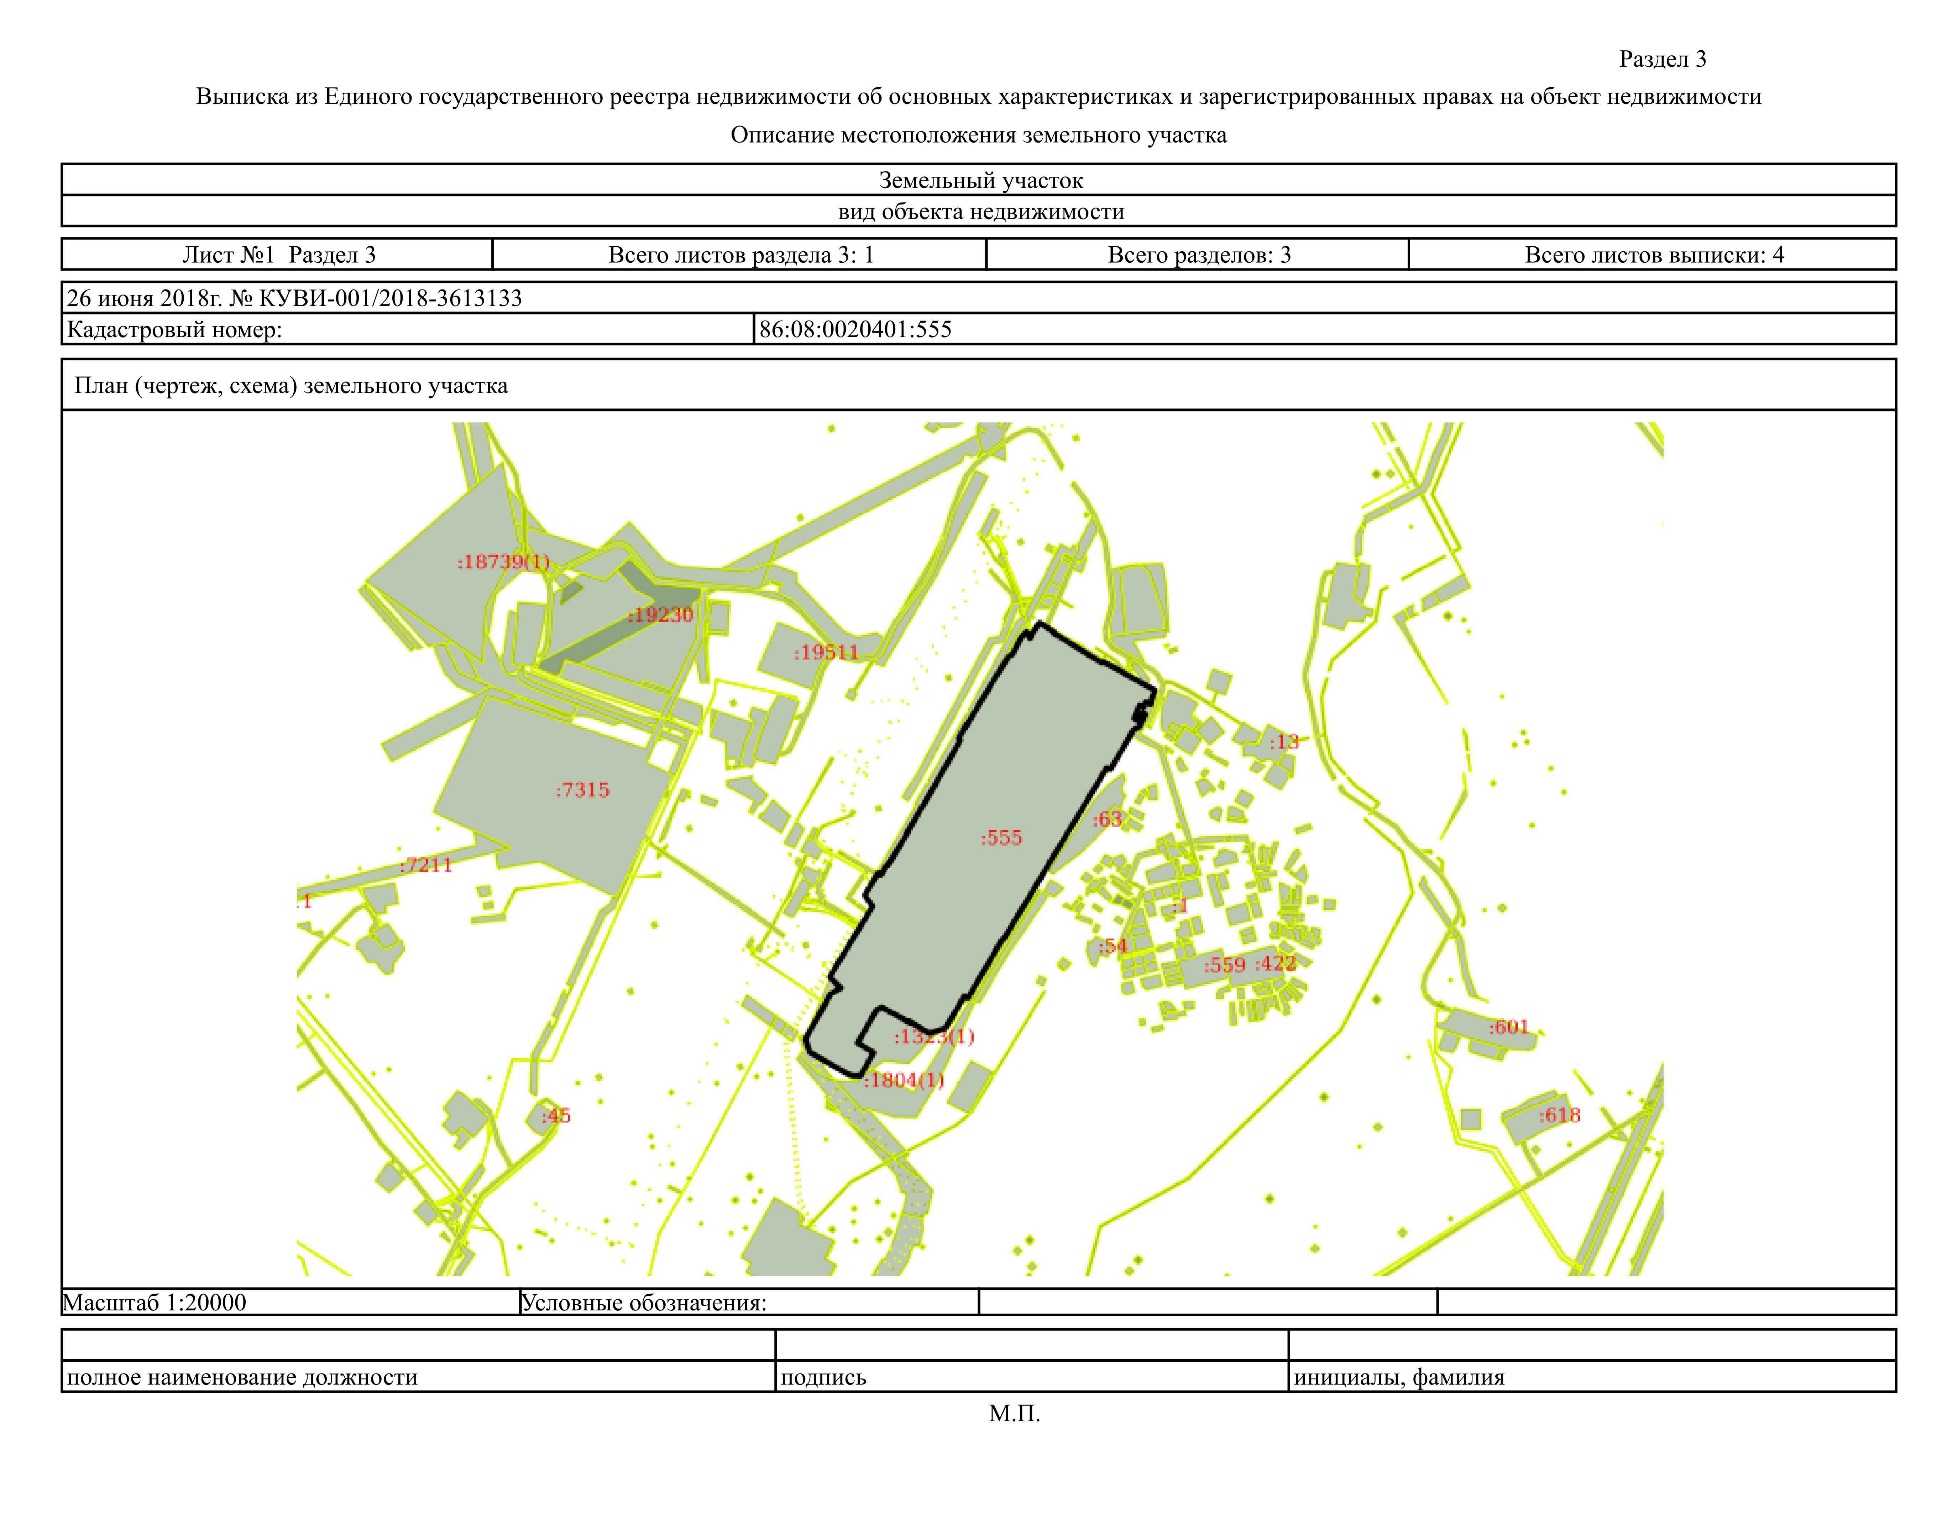 Раздел 3
Выписка из Единого государственного реестра недвижимости об основных характеристиках и зарегистрированных правах на объект недвижимости
Описание местоположения земельного участка
Земельный участок
вид объекта недвижимости
Лист №1 Раздел 3 Всего листов раздела 3: 1 Всего разделов: 3 Всего листов выписки: 4
26 июня 2018г. № КУВИ-001/2018-3613133
Кадастровый номер: 86:08:0020401:555
План (чертеж, схема) земельного участка
:18739(1)
:19230
:19511
:13
:7315
:63
:555
:7211
:1
:54
:559 :422
:601
:1323(1)
:1804(1)
:45
:618
Масштаб 1:20000 Условные обозначения:
полное наименование должности подпись инициалы, фамилия
М.П.